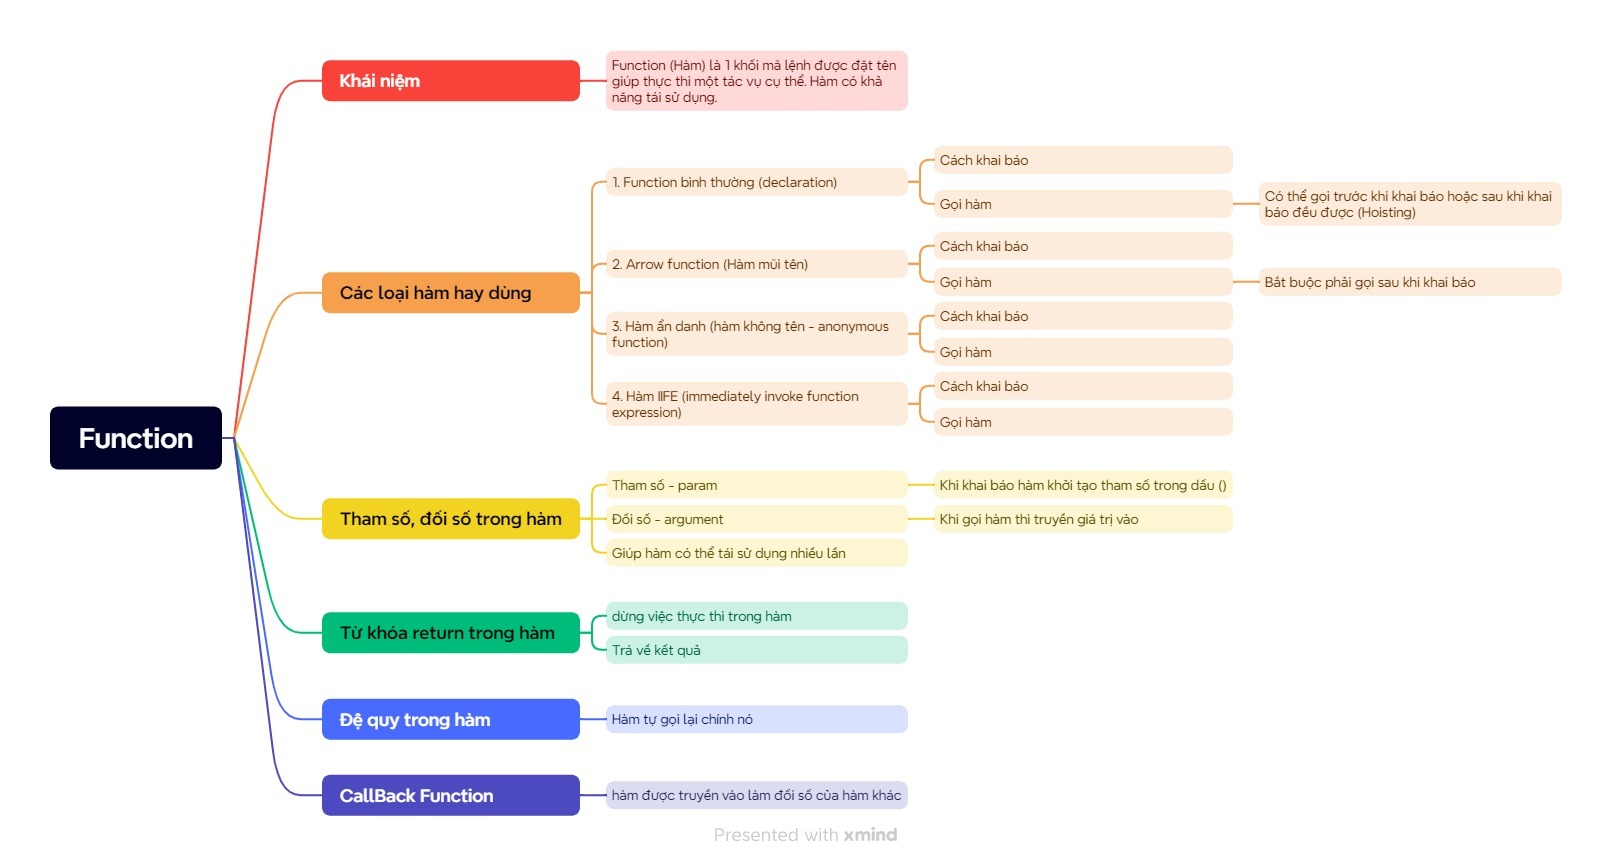 Function
Khái niệm
Function (Hàm) là 1 khối mã lệnh được đặt tên
giúp thực thi một tác vụ cụ thể. Hàm có khả
năng tái sử dụng.
Các loại hàm hay dùng
1. Function bình thường (declaration)
Cách khai báo
Gọi hàm
Có thể gọi trước khi khai báo hoặc sau khi khai
báo đều được (Hoisting)
2. Arrow function (Hàm mũi tên)
Cách khai báo
Gọi hàm
Bắt buộc phải gọi sau khi khai báo
3. Hàm ẩn danh (hàm không tên - anonymous
function)
Cách khai báo
Gọi hàm
4. Hàm IIFE (immediately invoke function
expression)
Cách khai báo
Gọi hàm
Tham số, đối số trong hàm
Tham số - param
Khi khai báo hàm khởi tạo tham số trong dấu ()
Đối số - argument
Khi gọi hàm thì truyền giá trị vào
Giúp hàm có thể tái sử dụng nhiều lần
Từ khóa return trong hàm
dừng việc thực thi trong hàm
Trả về kết quả
Đệ quy trong hàm
Hàm tự gọi lại chính nó
CallBack Function
hàm được truyền vào làm đối số của hàm khác
Presented with xmind